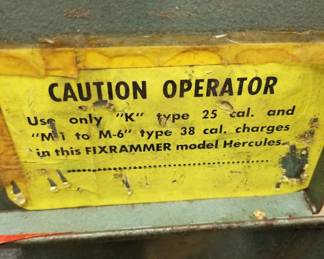 CAUTION OPERATOR
Use only "K" type 25 cal. and
"M-1 to M-6" type 38 cal. charges
in this FIXRAMMER model Hercules.